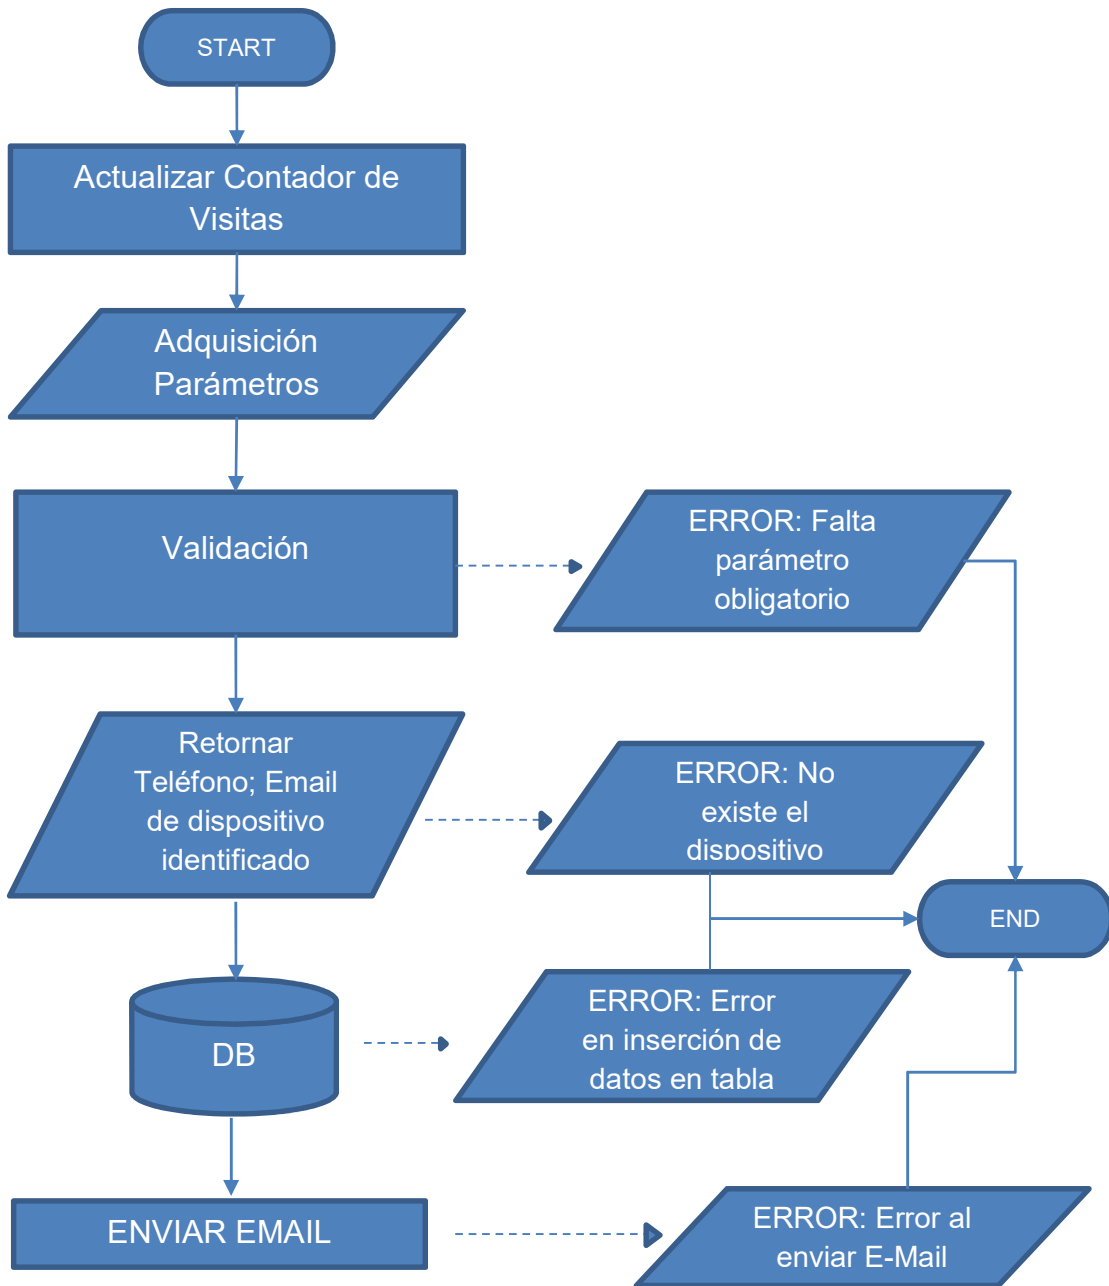 START
Actualizar Contador de
Visitas
Adquisición
Parámetros
Validación
ERROR: Falta
parámetro
obligatorio
Retornar
Teléfono; Email
de dispositivo
identificado
ERROR: No
existe el
dispositivo
END
DB
ERROR: Error
en inserción de
datos en tabla
ENVIAR EMAIL
ERROR: Error al
enviar E-Mail